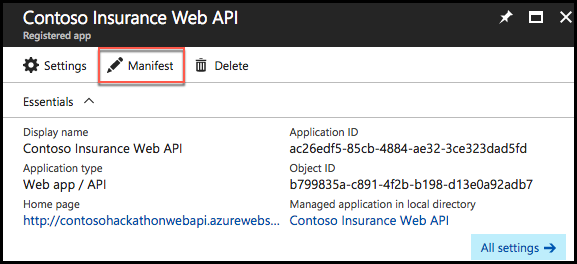 Contoso Insurance Web API
Registered app
Settings Manifest Delete
Essentials
Display name Application ID
Contoso Insurance Web API ac26edf5-85cb-4884-ae32-3ce323dad5fd
Application type Object ID
Web app / API b799835a-c891-4f2b-b198-d13e0a92adb7
Home page Managed application in local directory
http://contosohackathonwebapi.azurewebs... Contoso Insurance Web API
All settings